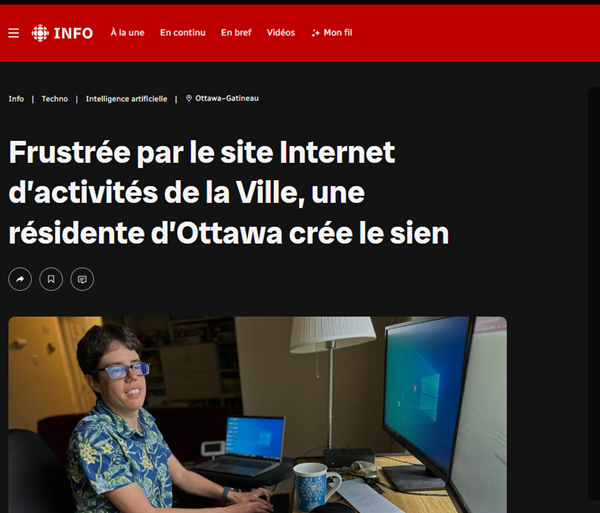 INFO À la une En continu En bref Vidéos Mon fil
Info | Techno | Intelligence artificielle | Ottawa–Gatineau
Frustrée par le site Internet
d’activités de la Ville, une
résidente d’Ottawa crée le sien